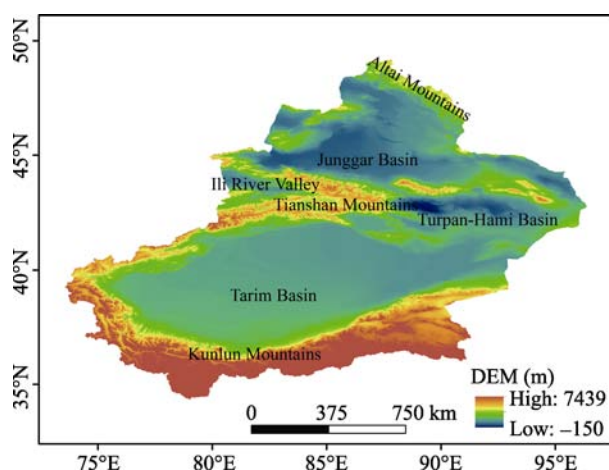 50°N
45°N
40°N
35°N
Altai Mountains
Junggar Basin
Ili River Valley
Tianshan Mountains
Turpan-Hami Basin
Tarim Basin
Kunlun Mountains
DEM (m)
High: 7439
Low: –150
0 375 750 km
75°E 80°E 85°E 90°E 95°E